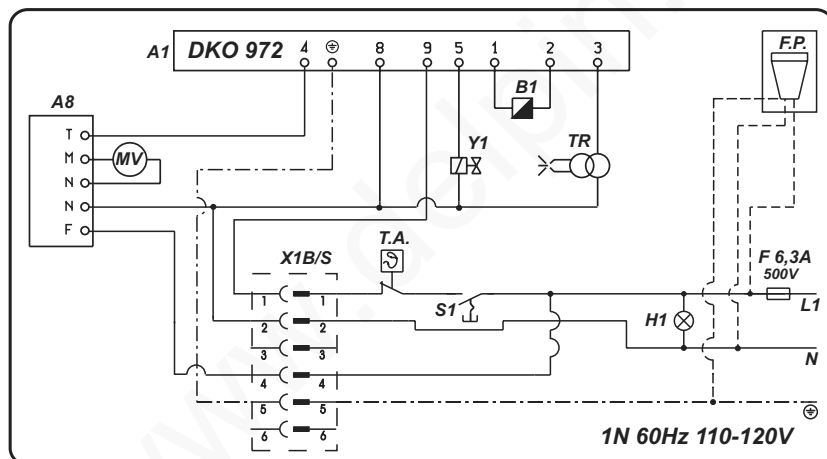 A1 DKO 972 4 8 9 5 1 2 3
F.P.
A8
B1
T
M MV
N
N
F
Y1
TR
X1B/S
T.A.
F 6,3A
500V
1 1
S1
L1
2 2
H1
3 3
N
4 4
5 5
6 6
1N 60Hz 110-120V